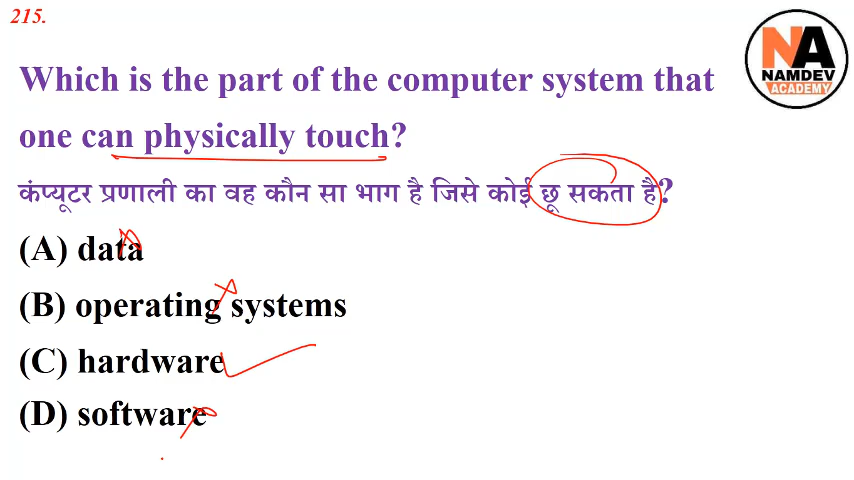 215.
NA
NAMDEV
ACADEMY
Which is the part of the computer system that
one can physically touch?
कंप्यूटर प्रणाली का वह कौन सा भाग है जिसे कोई छू सकता है?
(A) data
(B) operating systems
(C) hardware
(D) software